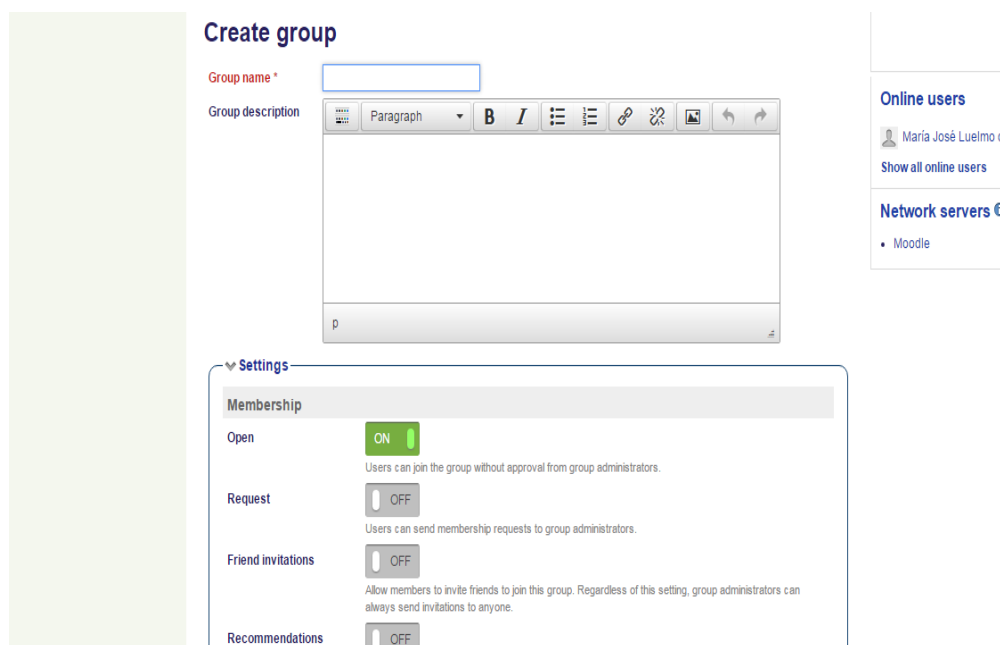 Create group
Group name *
Group description
Paragraph
B I
p
Settings
Membership
Open
ON
Users can join the group without approval from group administrators.
Request
OFF
Users can send membership requests to group administrators.
Friend invitations
OFF
Allow members to invite friends to join this group. Regardless of this setting, group administrators can
always send invitations to anyone.
Recommendations
OFF
Online users
María José Luelmo
Show all online users
Network servers
Moodle